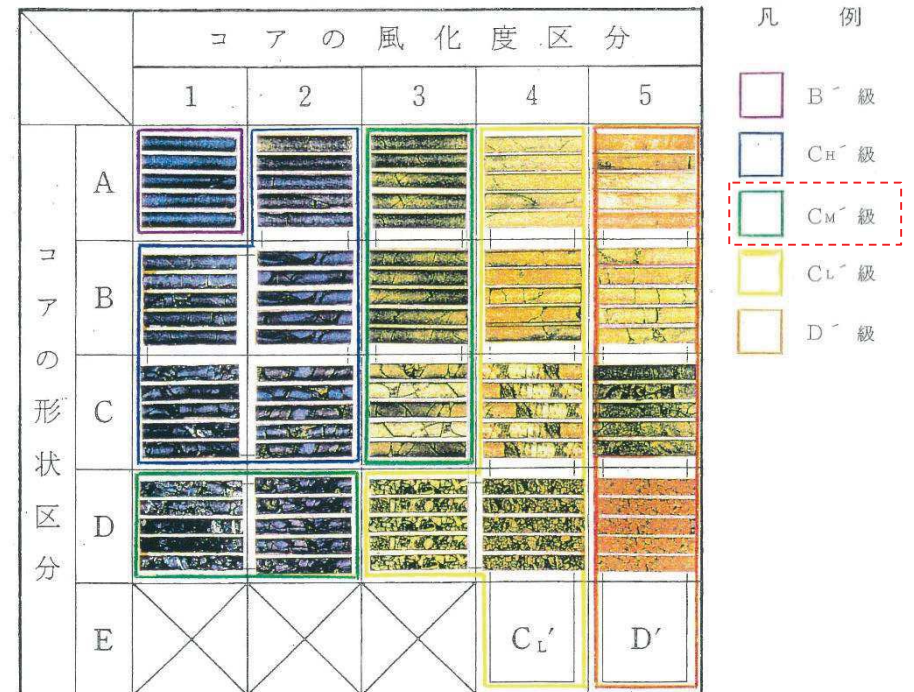 コアの風化度区分
1 2 3 4 5
コアの形状区分
A
B
C
D
E
CL′ D′
凡例
B′級
CH′級
CM′級
CL′級
D′級